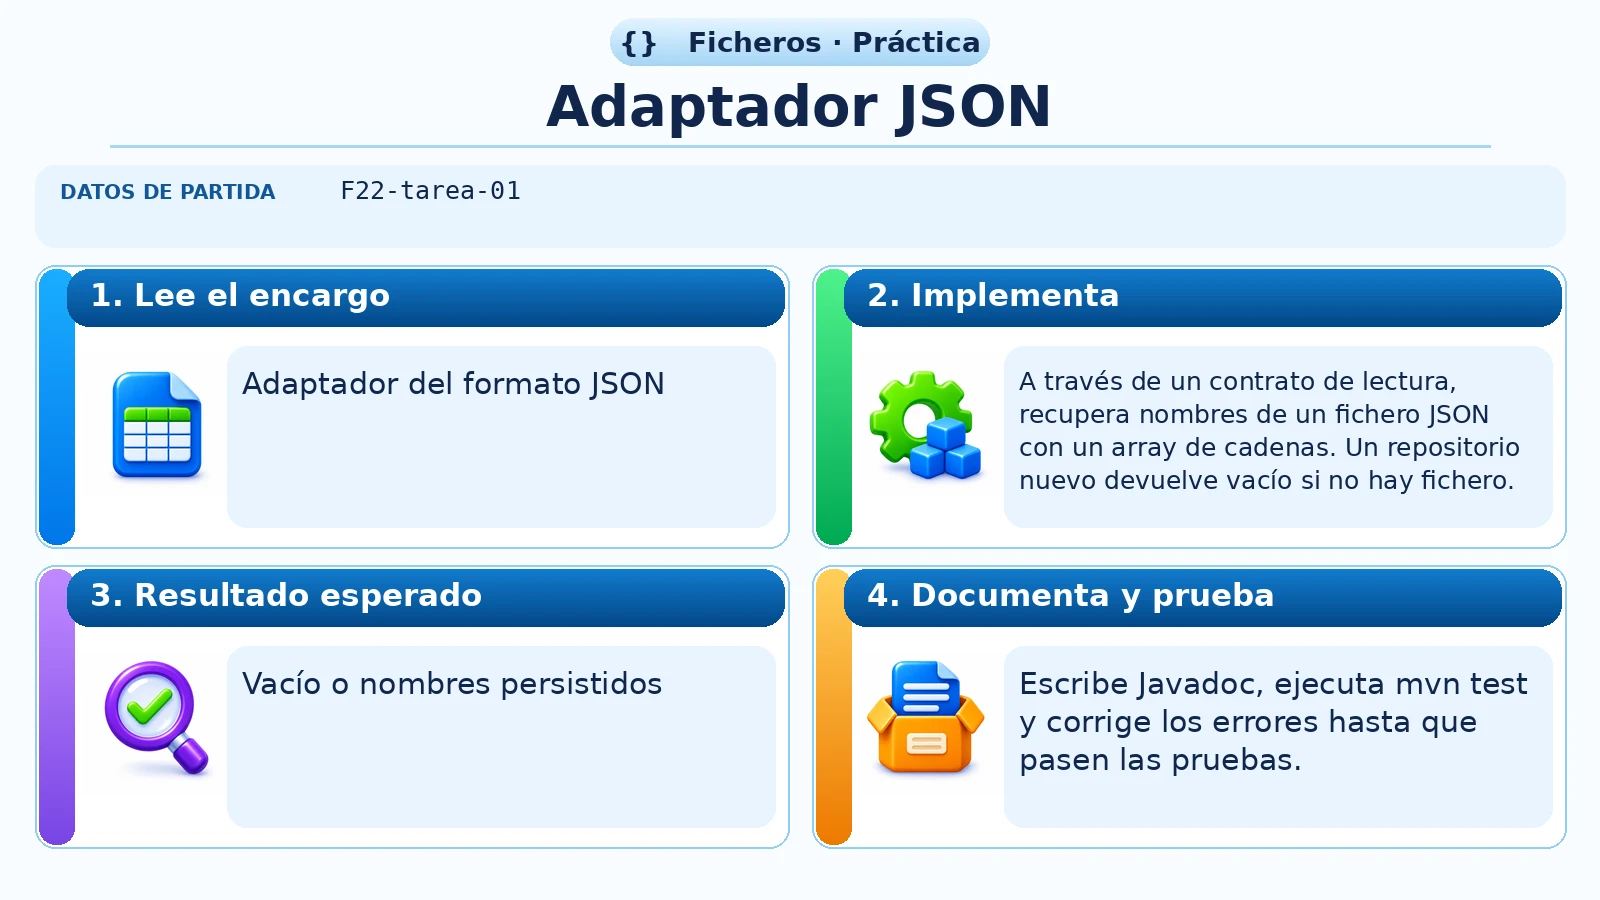 {} Ficheros · Práctica
Adaptador JSON
DATOS DE PARTIDA F22-tarea-01
1. Lee el encargo
Adaptador del formato JSON
2. Implementa
A través de un contrato de lectura,
recupera nombres de un fichero JSON
con un array de cadenas. Un repositorio
nuevo devuelve vacío si no hay fichero.
3. Resultado esperado
Vacío o nombres persistidos
4. Documenta y prueba
Escribe Javadoc, ejecuta mvn test
y corrige los errores hasta que
pasen las pruebas.